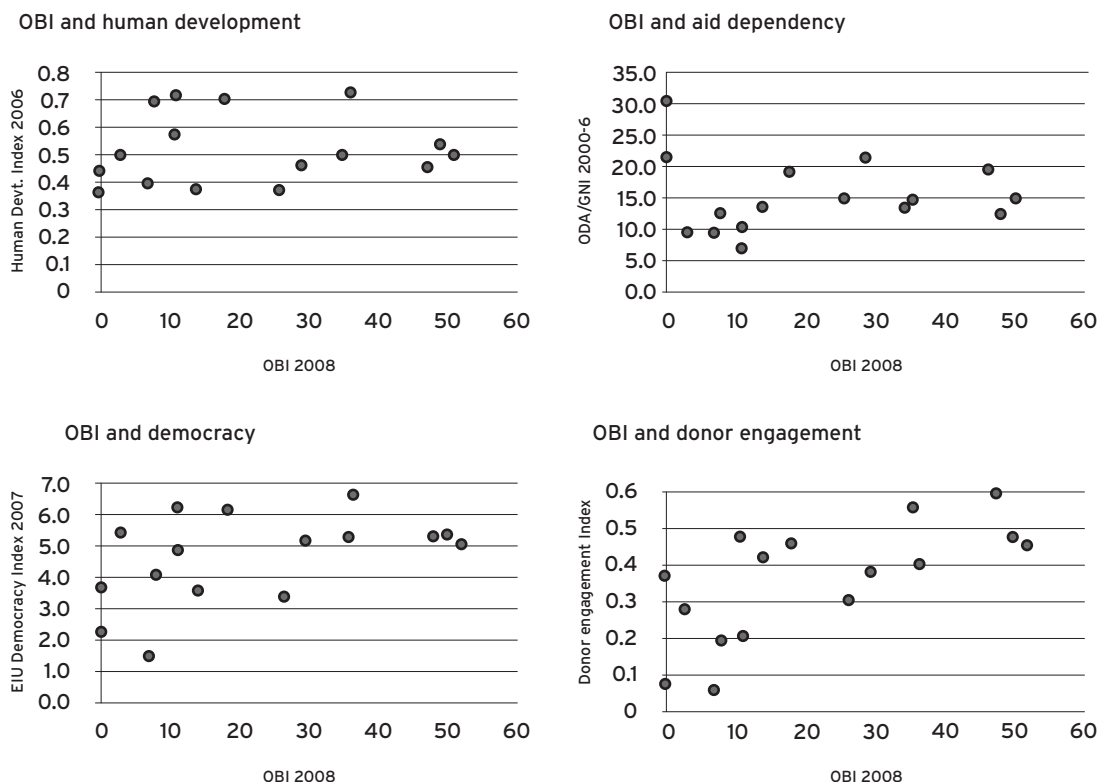 OBI and human development
Human Devt. Index 2006
0.8
0.7
0.6
0.5
0.4
0.3
0.2
0.1
0
0 10 20 30 40 50 60
OBI 2008
OBI and aid dependency
ODA/GNI 2000-6
35.0
30.0
25.0
20.0
15.0
10.0
5.0
0.0
0 10 20 30 40 50 60
OBI 2008
OBI and democracy
EIU Democracy Index 2007
7.0
6.0
5.0
4.0
3.0
2.0
1.0
0.0
0 10 20 30 40 50 60
OBI 2008
OBI and donor engagement
Donor engagement Index
0.6
0.5
0.4
0.3
0.2
0.1
0
0 10 20 30 40 50 60
OBI 2008